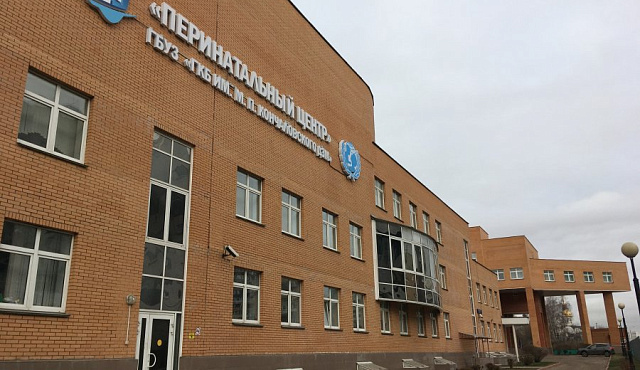 «ПЕРИНАТАЛЬНЫЙ ЦЕНТР»
ГБУЗ «ГКБ ИМ. М. П. КОНЧАЛОВСКОГО ДЗМ»